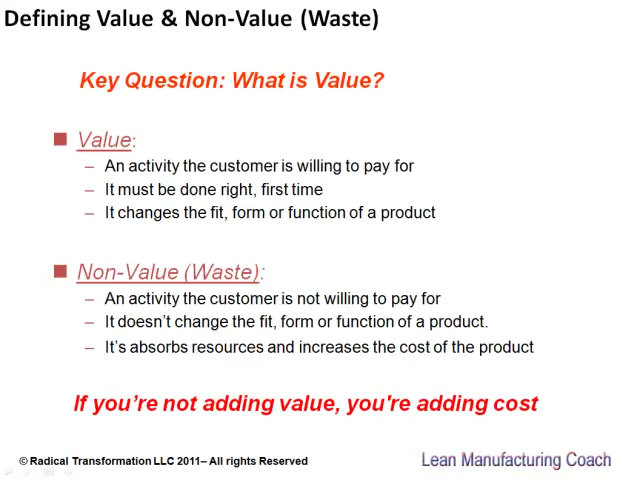 Defining Value & Non-Value (Waste)
Key Question: What is Value?
Value:
– An activity the customer is willing to pay for
– It must be done right, first time
– It changes the fit, form or function of a product
Non-Value (Waste):
– An activity the customer is not willing to pay for
– It doesn’t change the fit, form or function of a product.
– It’s absorbs resources and increases the cost of the product
If you’re not adding value, you're adding cost
© Radical Transformation LLC 2011– All rights Reserved
Lean Manufacturing Coach